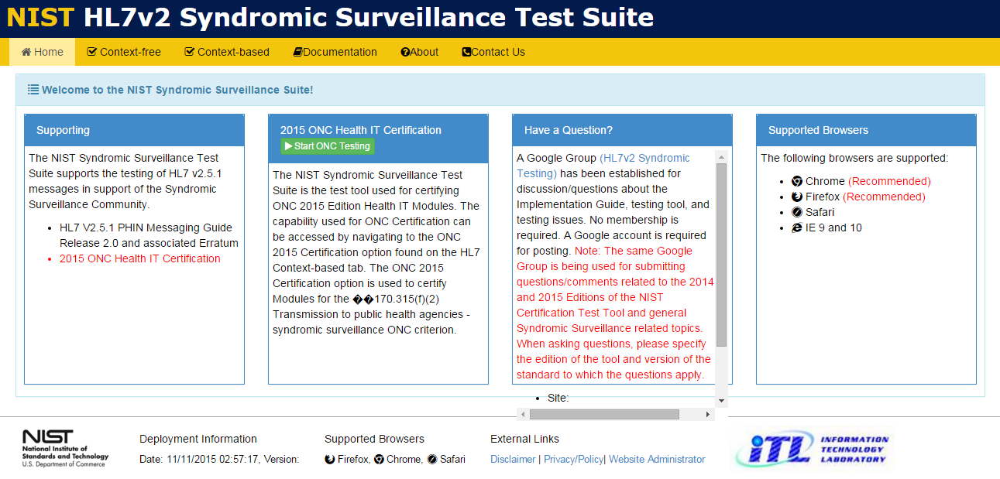 NIST HL7v2 Syndromic Surveillance Test Suite
Home Context-free Context-based Documentation About Contact Us
Welcome to the NIST Syndromic Surveillance Suite!
Supporting
The NIST Syndromic Surveillance Test
Suite supports the testing of HL7 v2.5.1
messages in support of the Syndromic
Surveillance Community.
• HL7 V2.5.1 PHIN Messaging Guide
Release 2.0 and associated Erratum
• 2015 ONC Health IT Certification
2015 ONC Health IT Certification
Start ONC Testing
The NIST Syndromic Surveillance Test
Suite is the test tool used for certifying
ONC 2015 Edition Health IT Modules. The
capability used for ONC Certification can
be accessed by navigating to the ONC
2015 Certification option found on the HL7
Context-based tab. The ONC 2015
Certification option is used to certify
Modules for the ��170.315(f)(2)
Transmission to public health agencies -
syndromic surveillance ONC criterion.
Have a Question?
A Google Group (HL7v2 Syndromic
Testing) has been established for
discussion/questions about the
Implementation Guide, testing tool, and
testing issues. No membership is
required. A Google account is required
for posting. Note: The same Google
Group is being used for submitting
questions/comments related to the 2014
and 2015 Editions of the NIST
Certification Test Tool and general
Syndromic Surveillance related topics.
When asking questions, please specify
the edition of the tool and version of the
standard to which the questions apply.
• Site:
Supported Browsers
The following browsers are supported:
• Chrome (Recommended)
• Firefox (Recommended)
• Safari
• IE 9 and 10
NIST
National Institute of
Standards and Technology
U.S. Department of Commerce
Deployment Information
Date: 11/11/2015 02:57:17, Version:
Supported Browsers
Firefox, Chrome, Safari
External Links
Disclaimer | Privacy/Policy| Website Administrator
ITL INFORMATION
TECHNOLOGY
LABORATORY